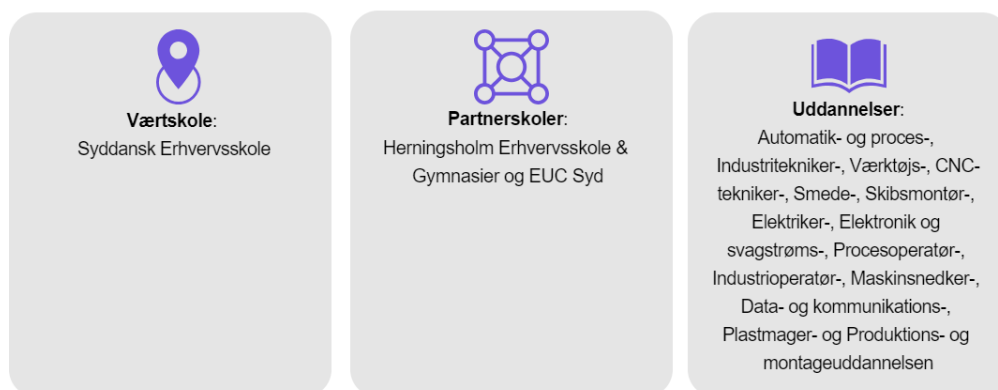 Værtskole:
Syddansk Erhvervsskole
Partnerskoler:
Herningsholm Erhvervsskole &
Gymnasier og EUC Syd
Uddannelser:
Automatik- og proces-,
Industritekniker-, Værktøjs-, CNC-
tekniker-, Smede-, Skibsmontør-,
Elektriker-, Elektronik og
svagstrøms-, Procesoperatør-,
Industrioperatør-, Maskinsnedker-,
Data- og kommunikations-,
Plastmager- og Produktions- og
montageuddannelsen